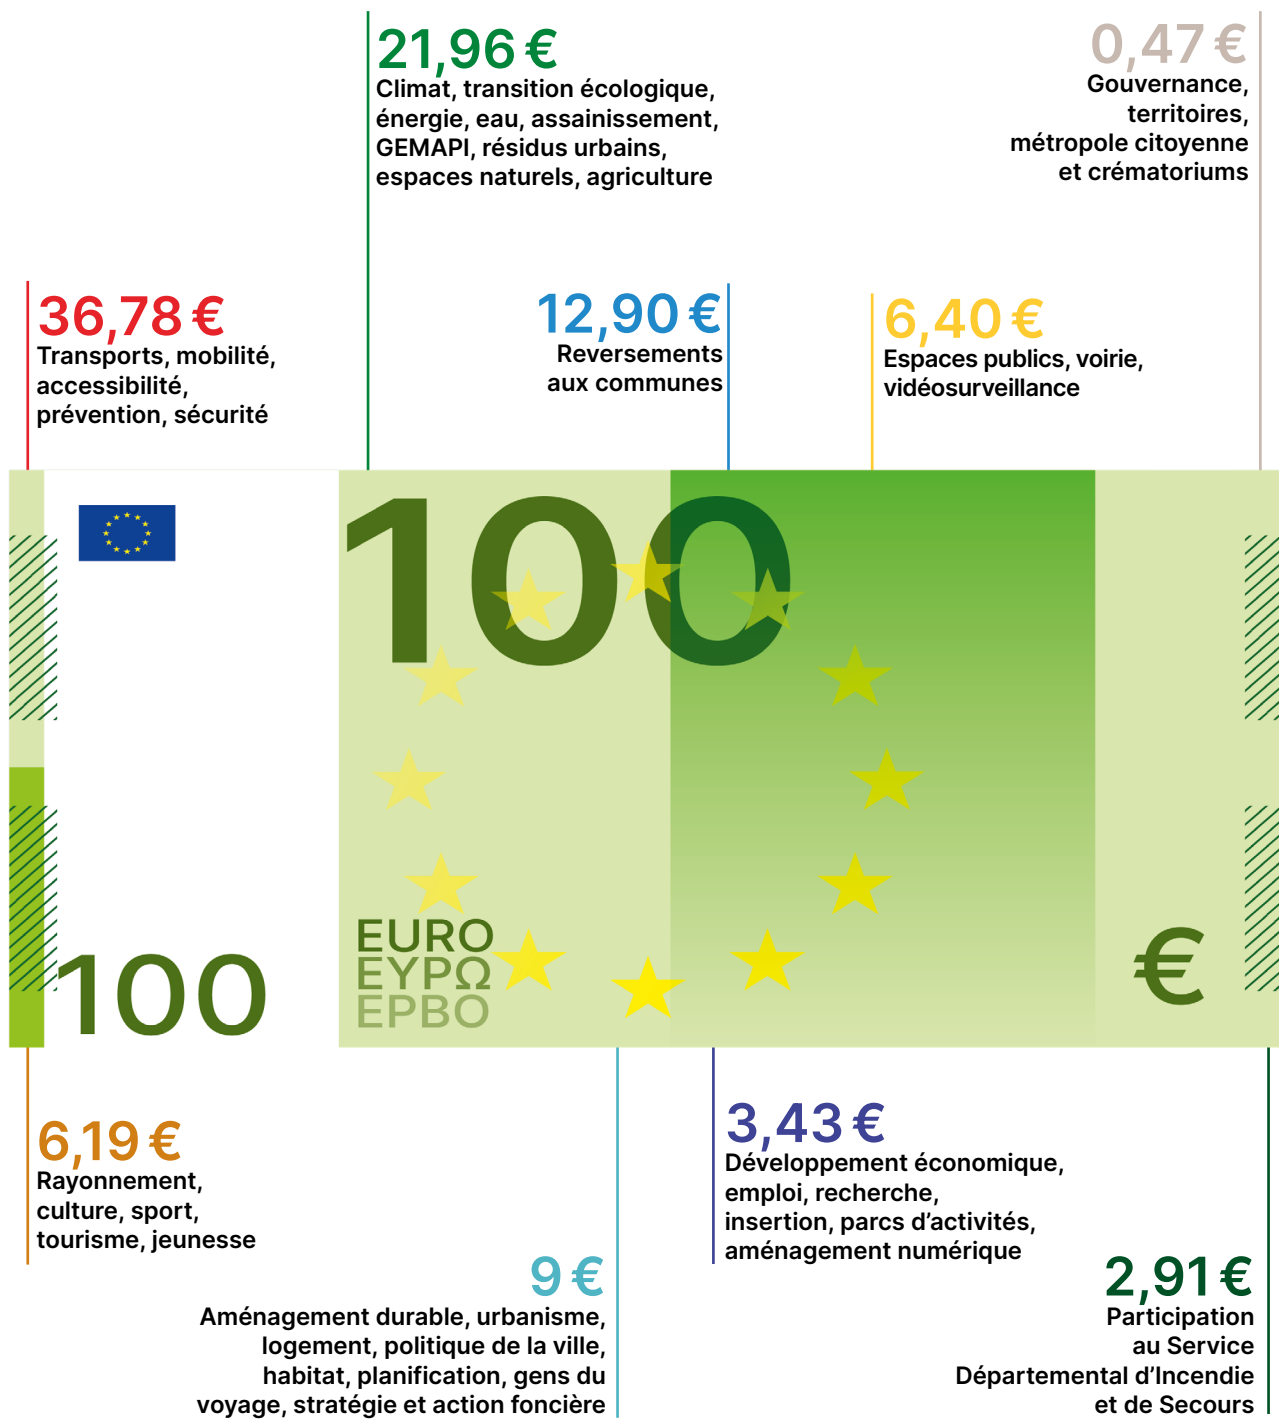 21,96 €
Climat, transition écologique,
énergie, eau, assainissement,
GEMAPI, résidus urbains,
espaces naturels, agriculture
0,47 €
Gouvernance,
territoires,
métropole citoyenne
et crématoriums
36,78 €
Transports, mobilité,
accessibilité,
prévention, sécurité
12,90 €
Reversements
aux communes
6,40 €
Espaces publics, voirie,
vidéosurveillance
100
EURO
ΕΥΡΩ
ЕРВО
100
€
6,19 €
Rayonnement,
culture, sport,
tourisme, jeunesse
9 €
Aménagement durable, urbanisme,
logement, politique de la ville,
habitat, planification, gens du
voyage, stratégie et action foncière
3,43 €
Développement économique,
emploi, recherche,
insertion, parcs d’activités,
aménagement numérique
2,91 €
Participation
au Service
Départemental d’Incendie
et de Secours